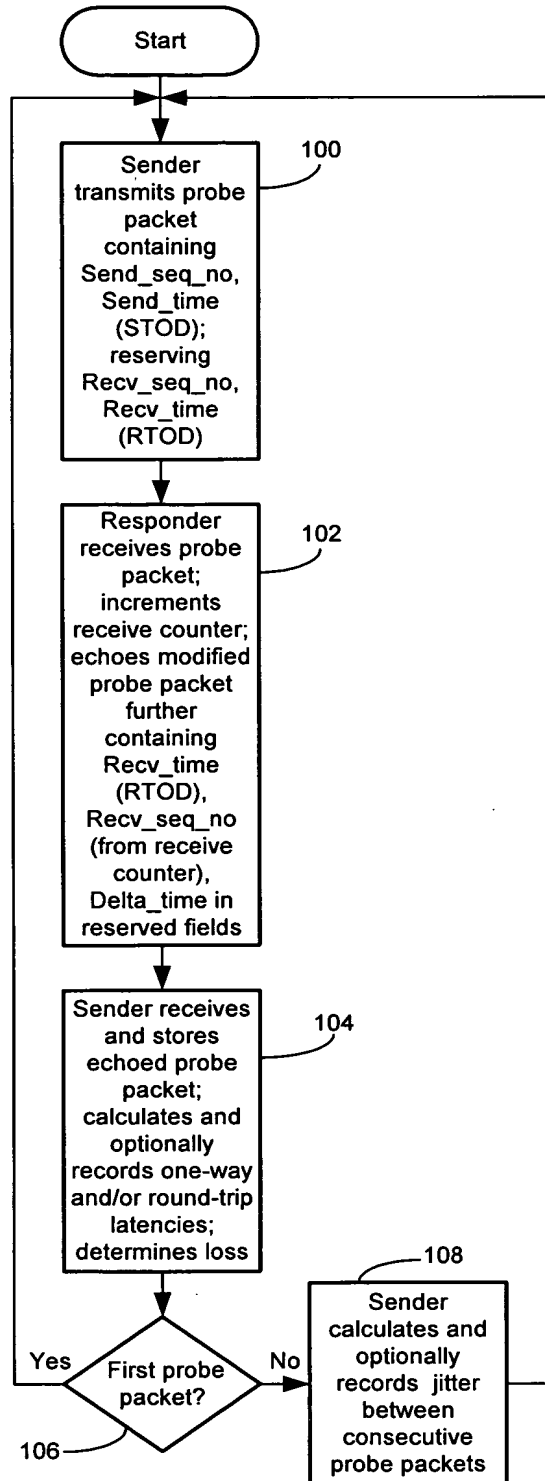 Start
100
Sender
transmits probe
packet
containing
Send_seq_no,
Send_time
(STOD);
reserving
Recv_seq_no,
Recv_time
(RTOD)
102
Responder
receives probe
packet;
increments
receive counter;
echoes modified
probe packet
further
containing
Recv_time
(RTOD),
Recv_seq_no
(from receive
counter),
Delta_time in
reserved fields
104
Sender receives
and stores
echoed probe
packet;
calculates and
optionally
records one-way
and/or round-trip
latencies;
determines loss
106
First probe
packet?
Yes
No
108
Sender
calculates and
optionally
records jitter
between
consecutive
probe packets